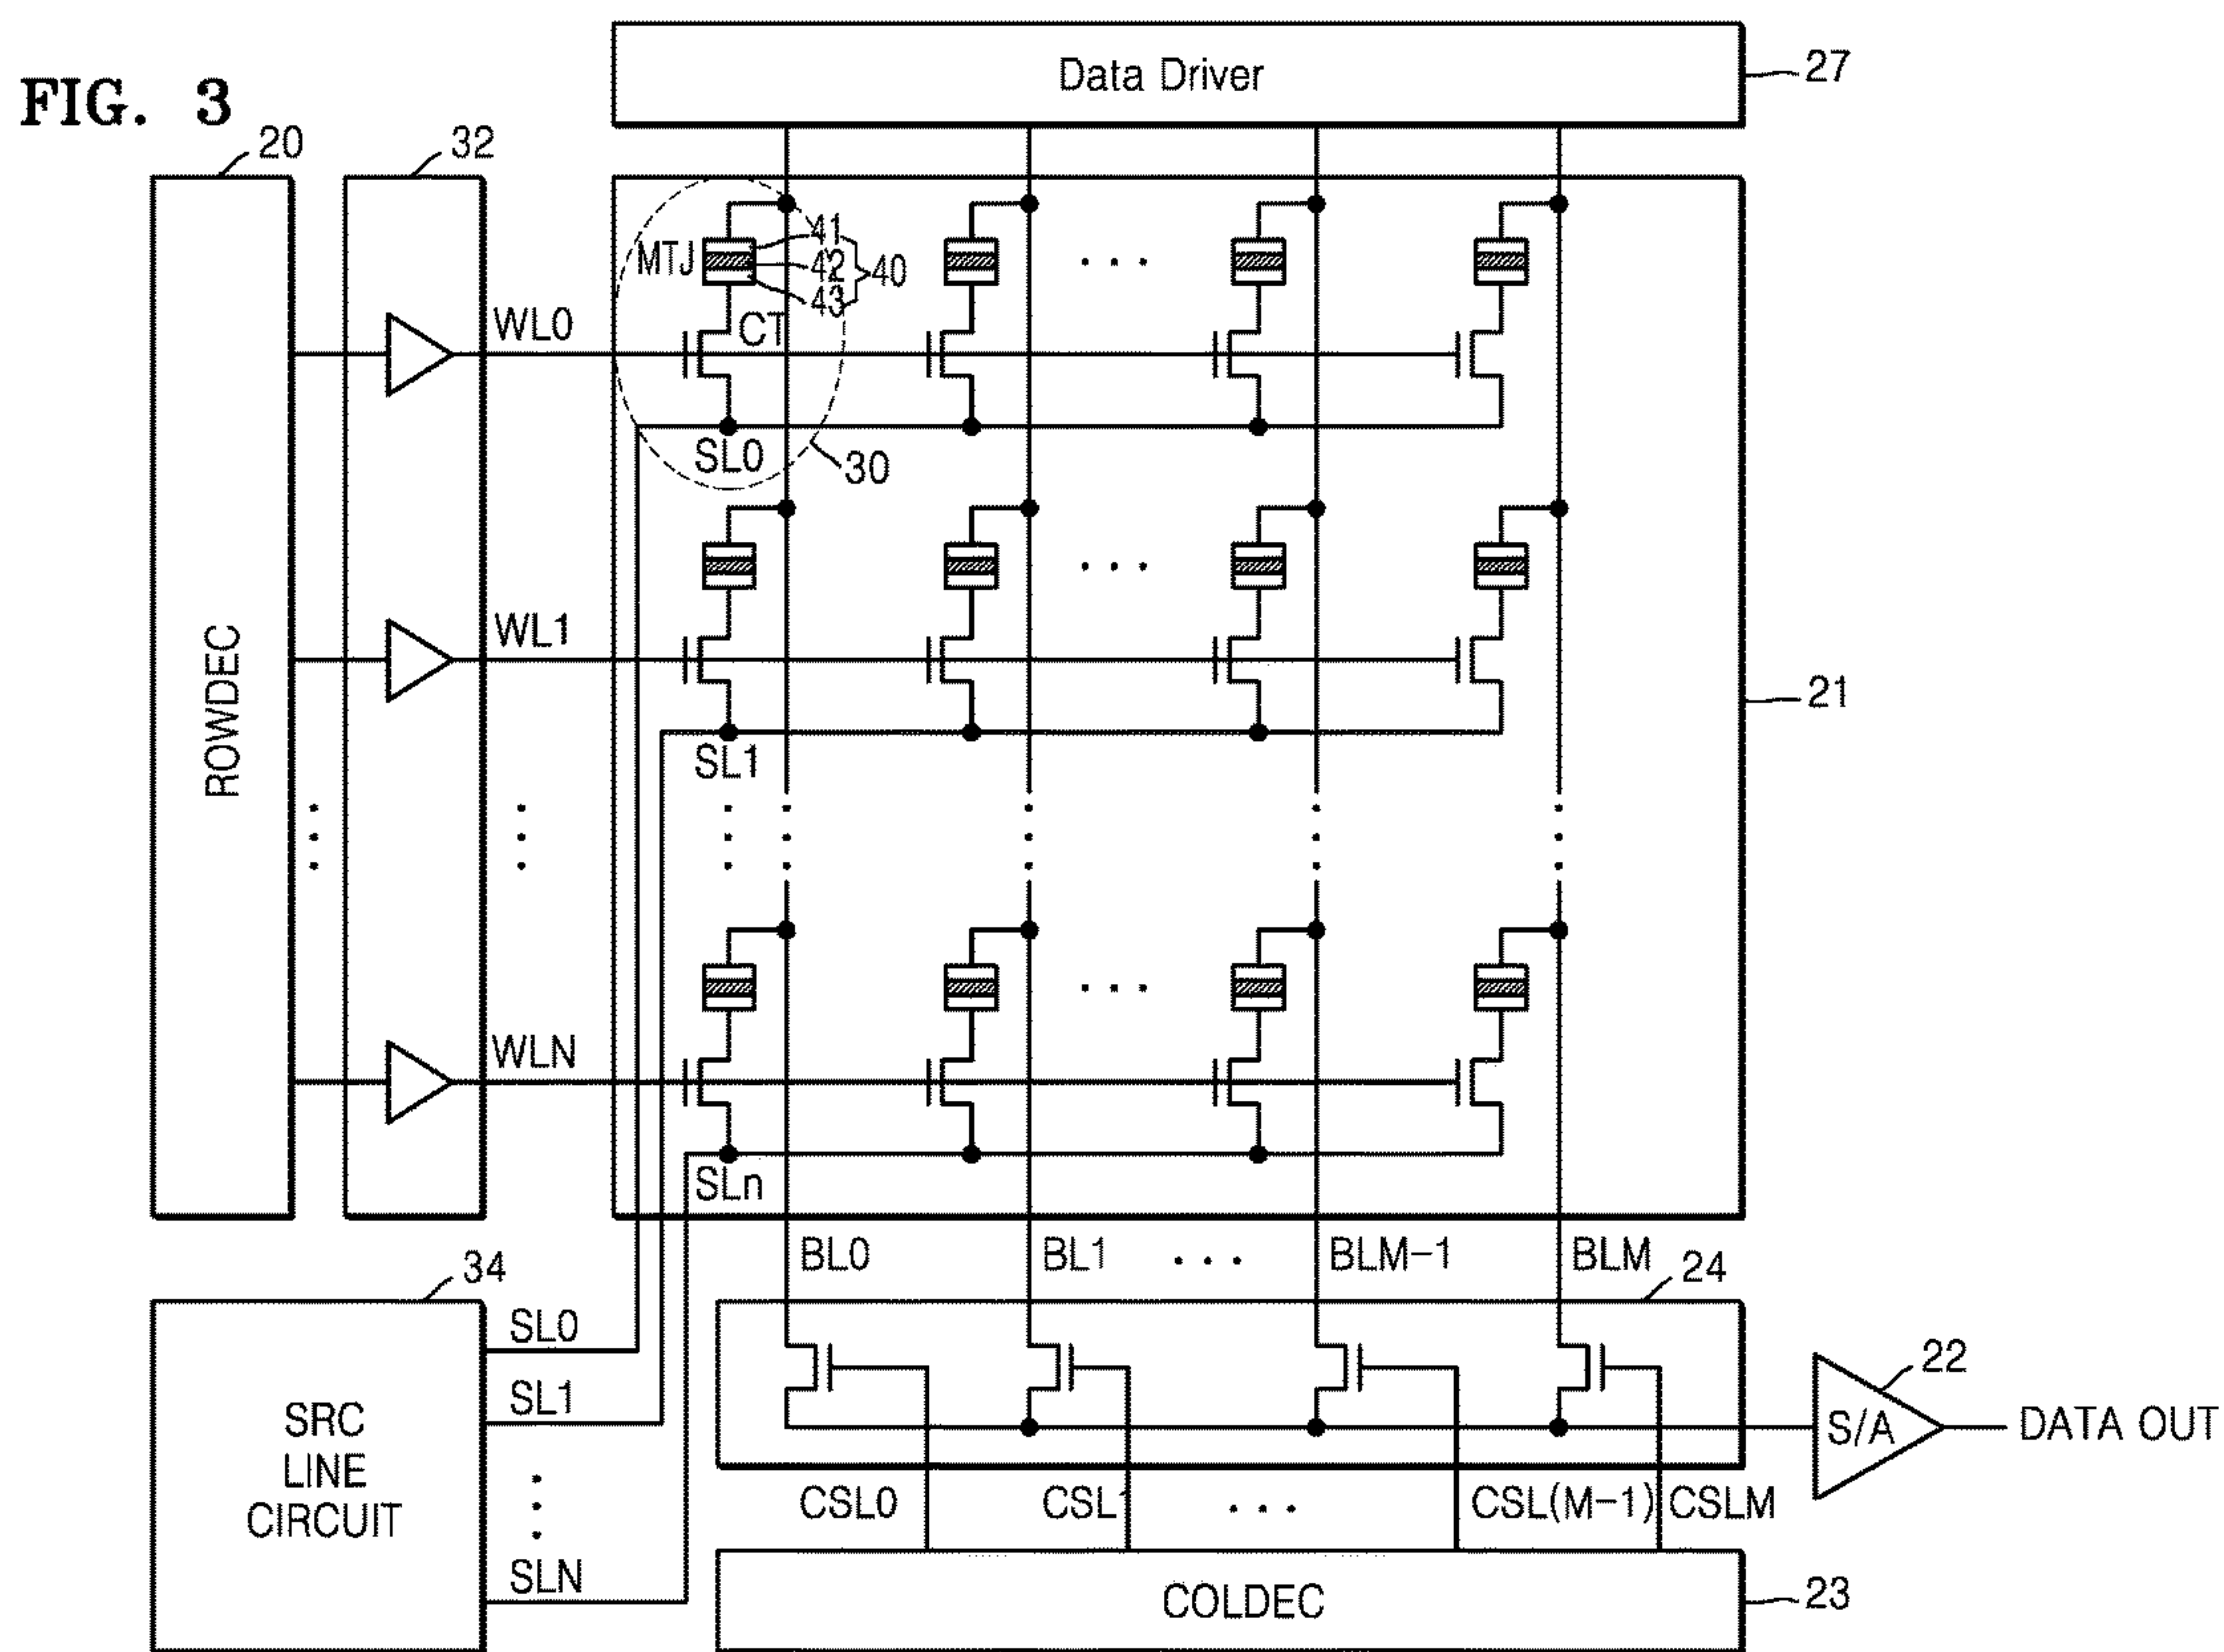 FIG. 3
Data Driver
27
20
32
MTJ
41
42
43
40
WL0
CT
SL0
30
WL1
ROWDEC
SL1
21
WLN
SLn
BL0
BL1
BLM-1
BLM
34
24
SL0
SL1
SLN
SRC
LINE
CIRCUIT
22
S/A
DATA OUT
CSL0
CSL1
CSL(M-1)
CSLM
COLDEC
23